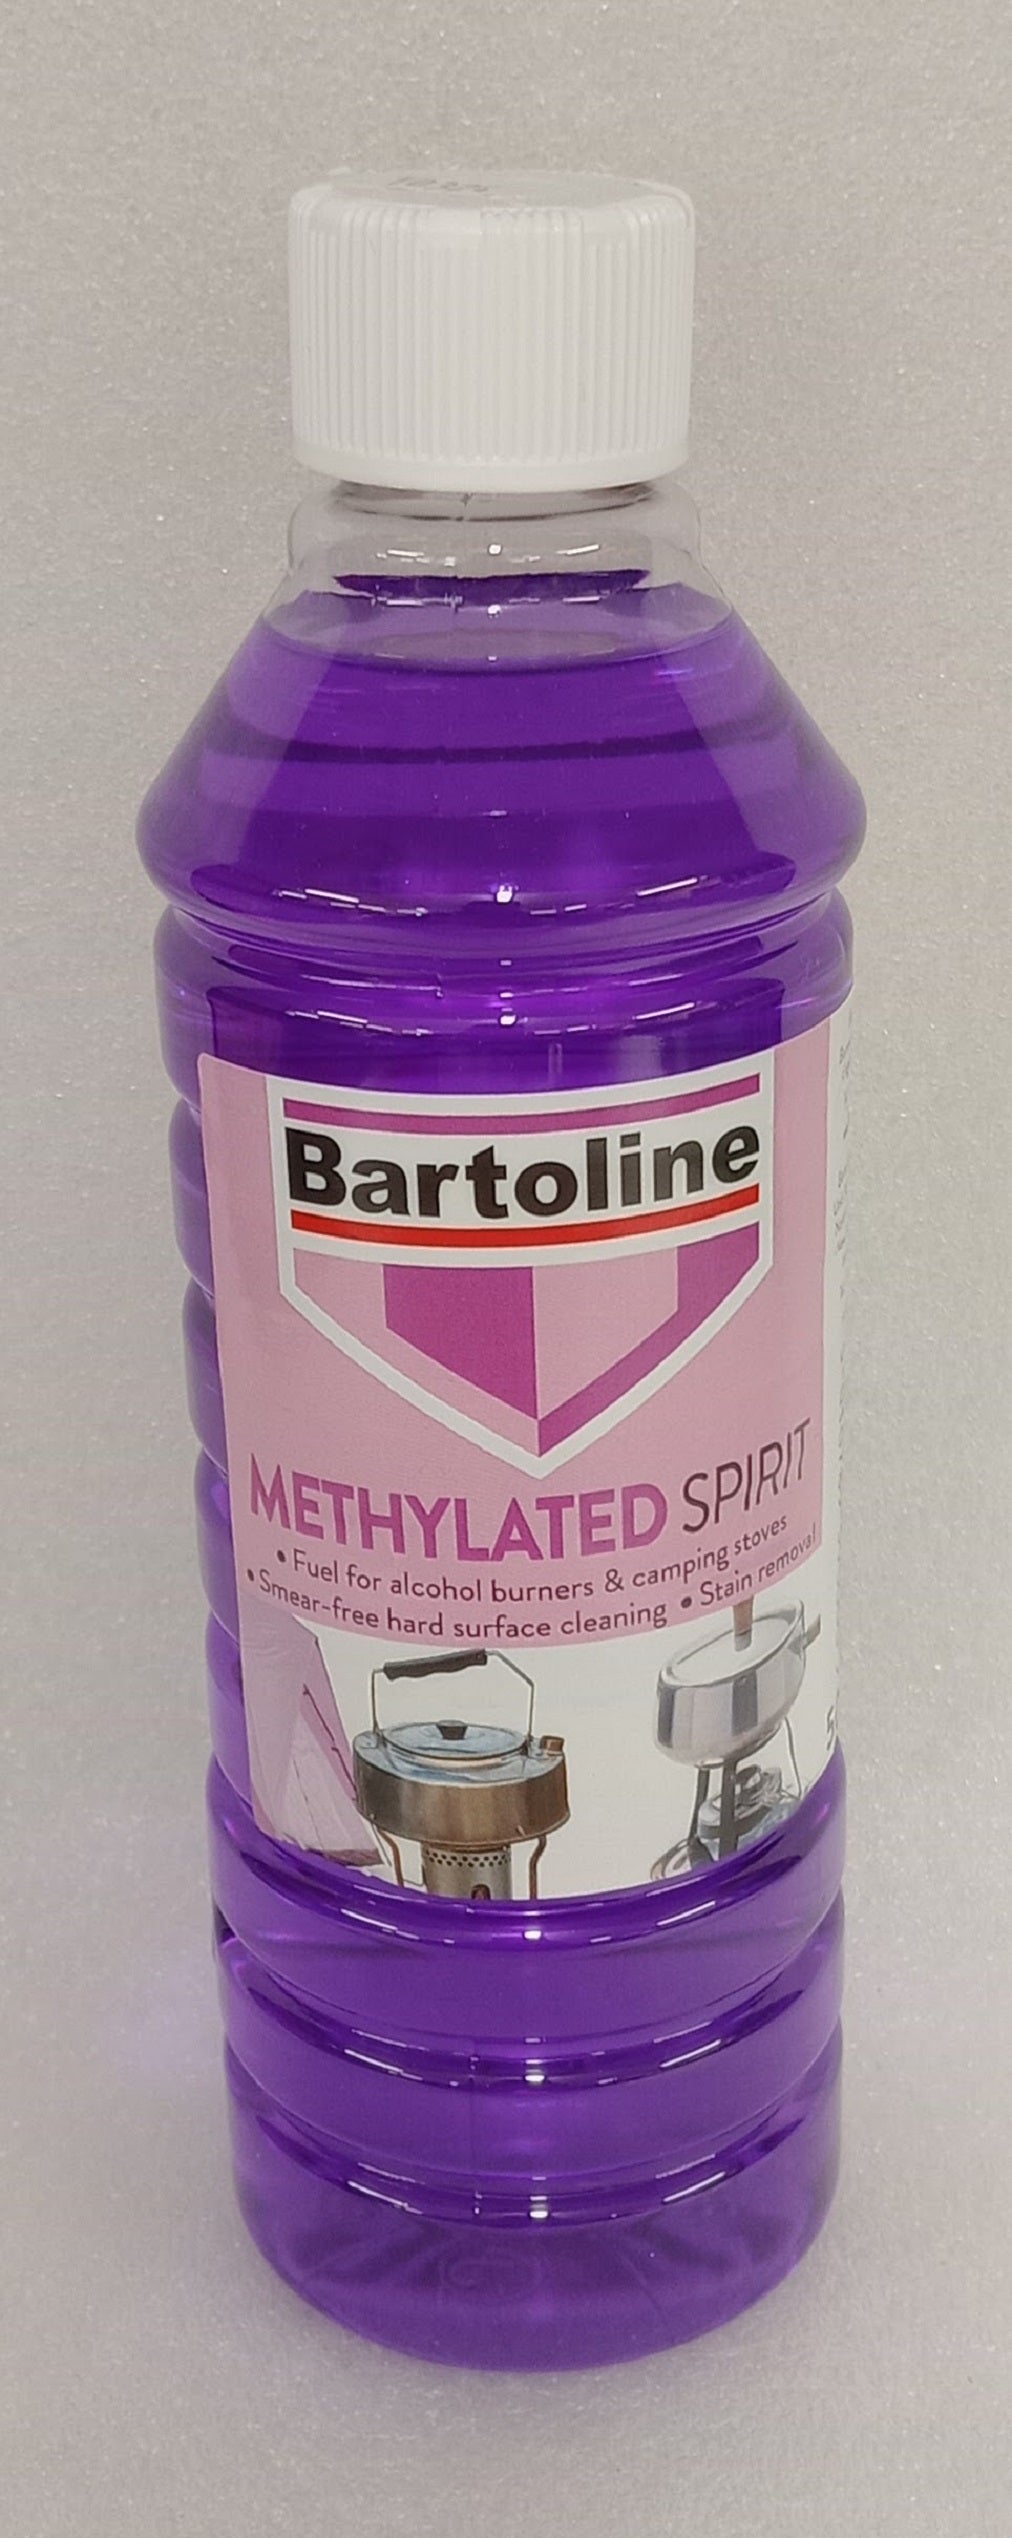 Bartoline
METHYLATED SPIRIT
• Fuel for alcohol burners & camping stoves
• Smear-free hard surface cleaning • Stain removal